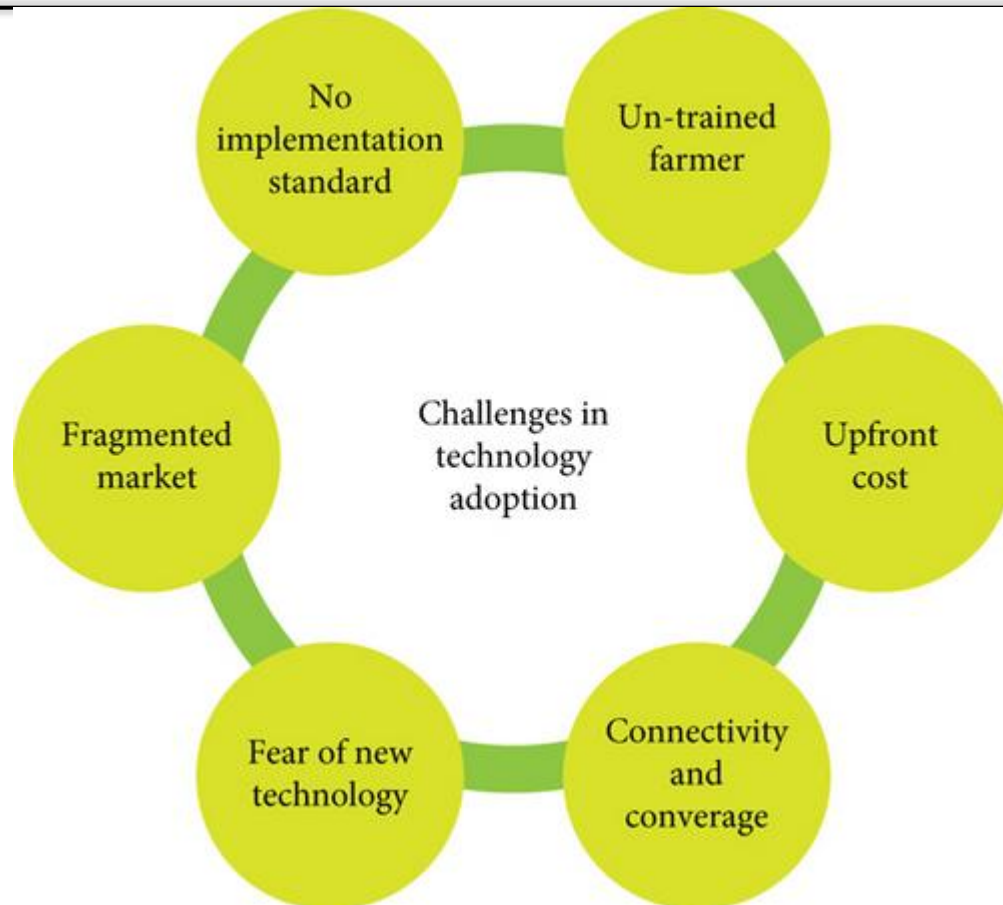 No
implementation
standard
Un-trained
farmer
Fragmented
market
Challenges in
technology
adoption
Upfront
cost
Fear of new
technology
Connectivity
and
converage